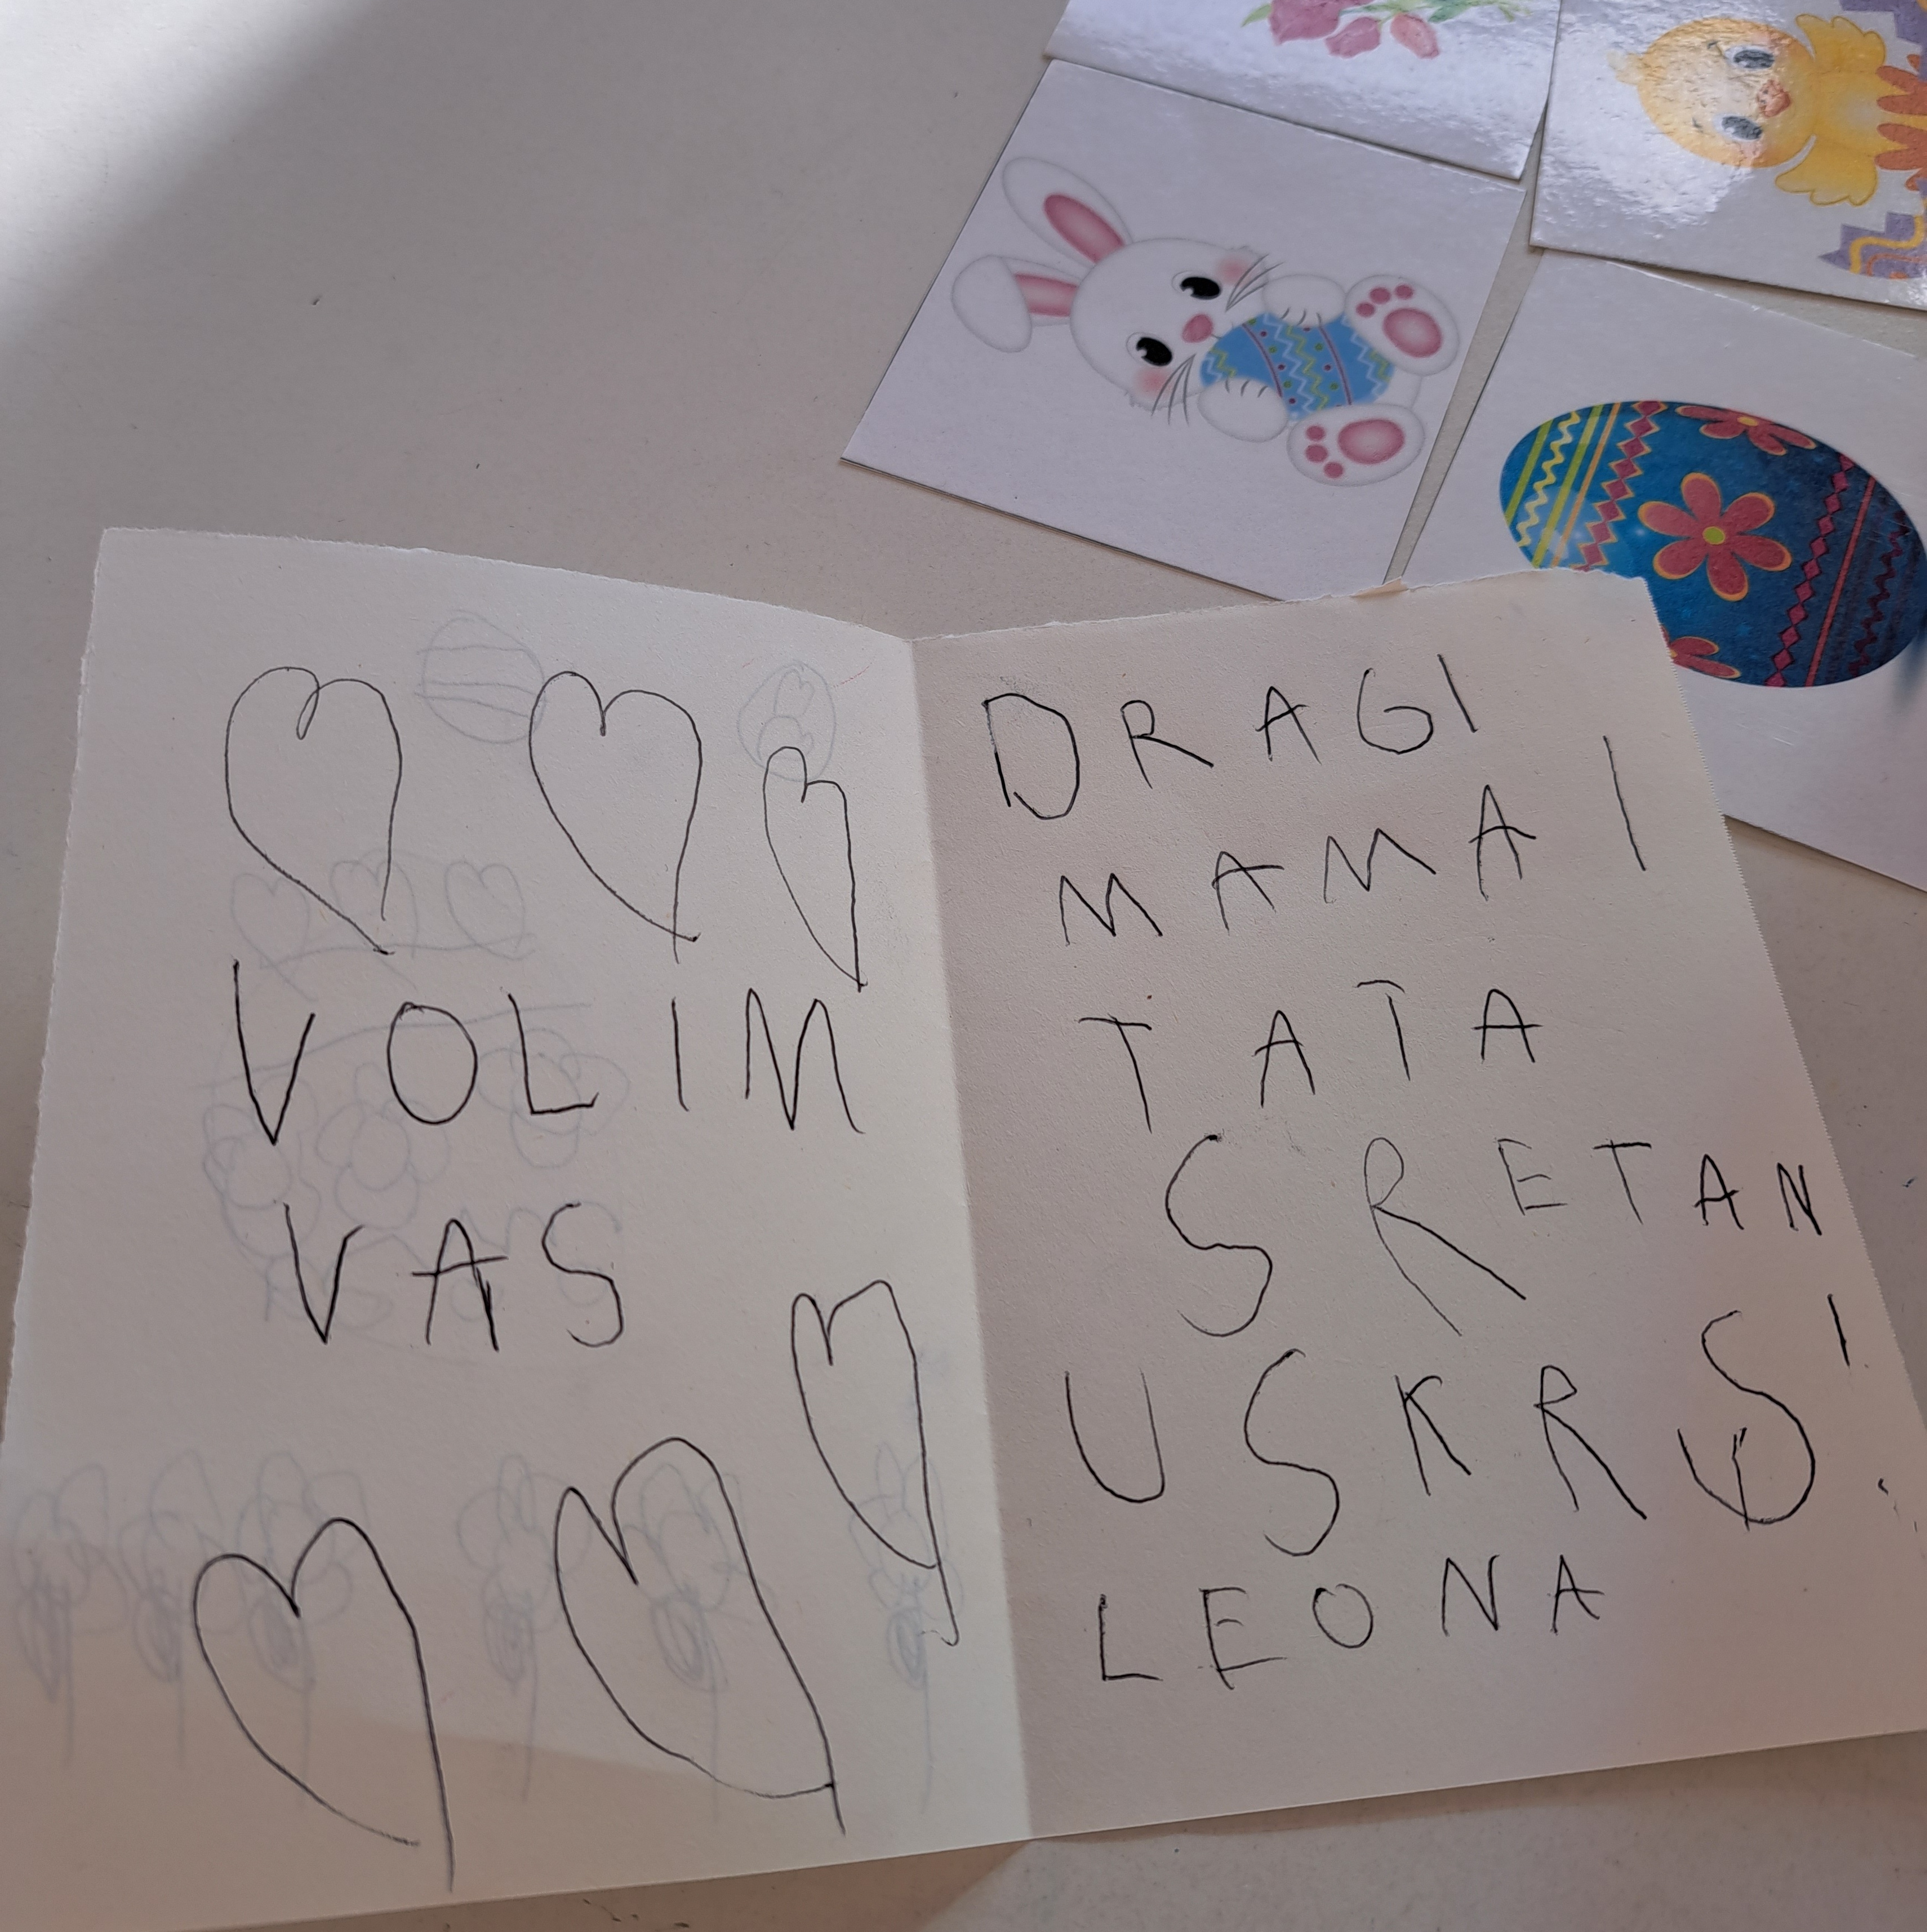 VOLIM
VAS
DRAGI
MAMA I
TATA
SRETAN
USKRS!
LEONA